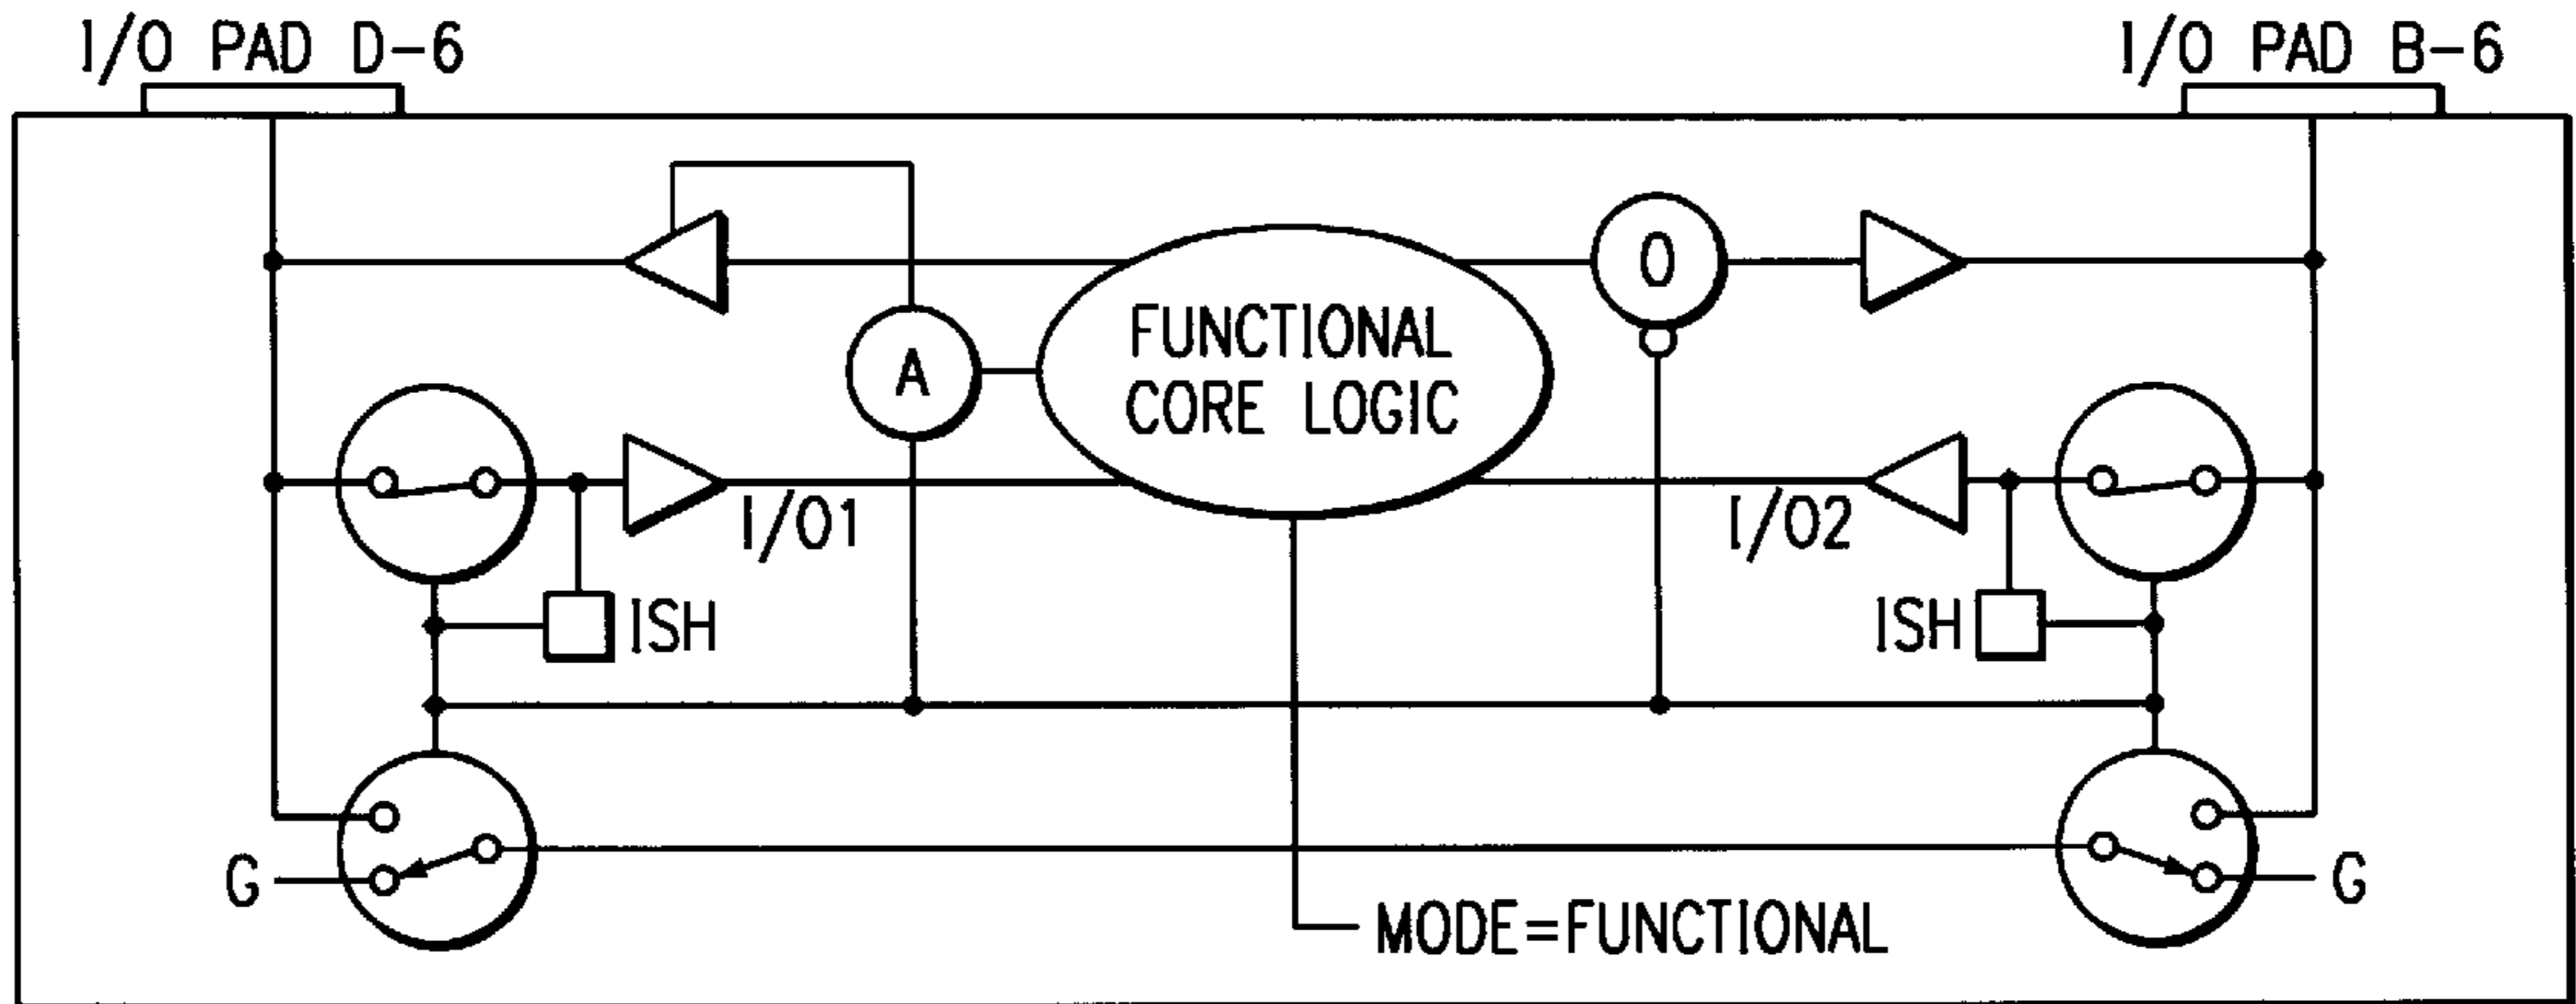 I/O PAD D-6
I/O PAD B-6
O
FUNCTIONAL
CORE LOGIC
A
I/O1
I/O2
ISH
ISH
G
G
MODE=FUNCTIONAL